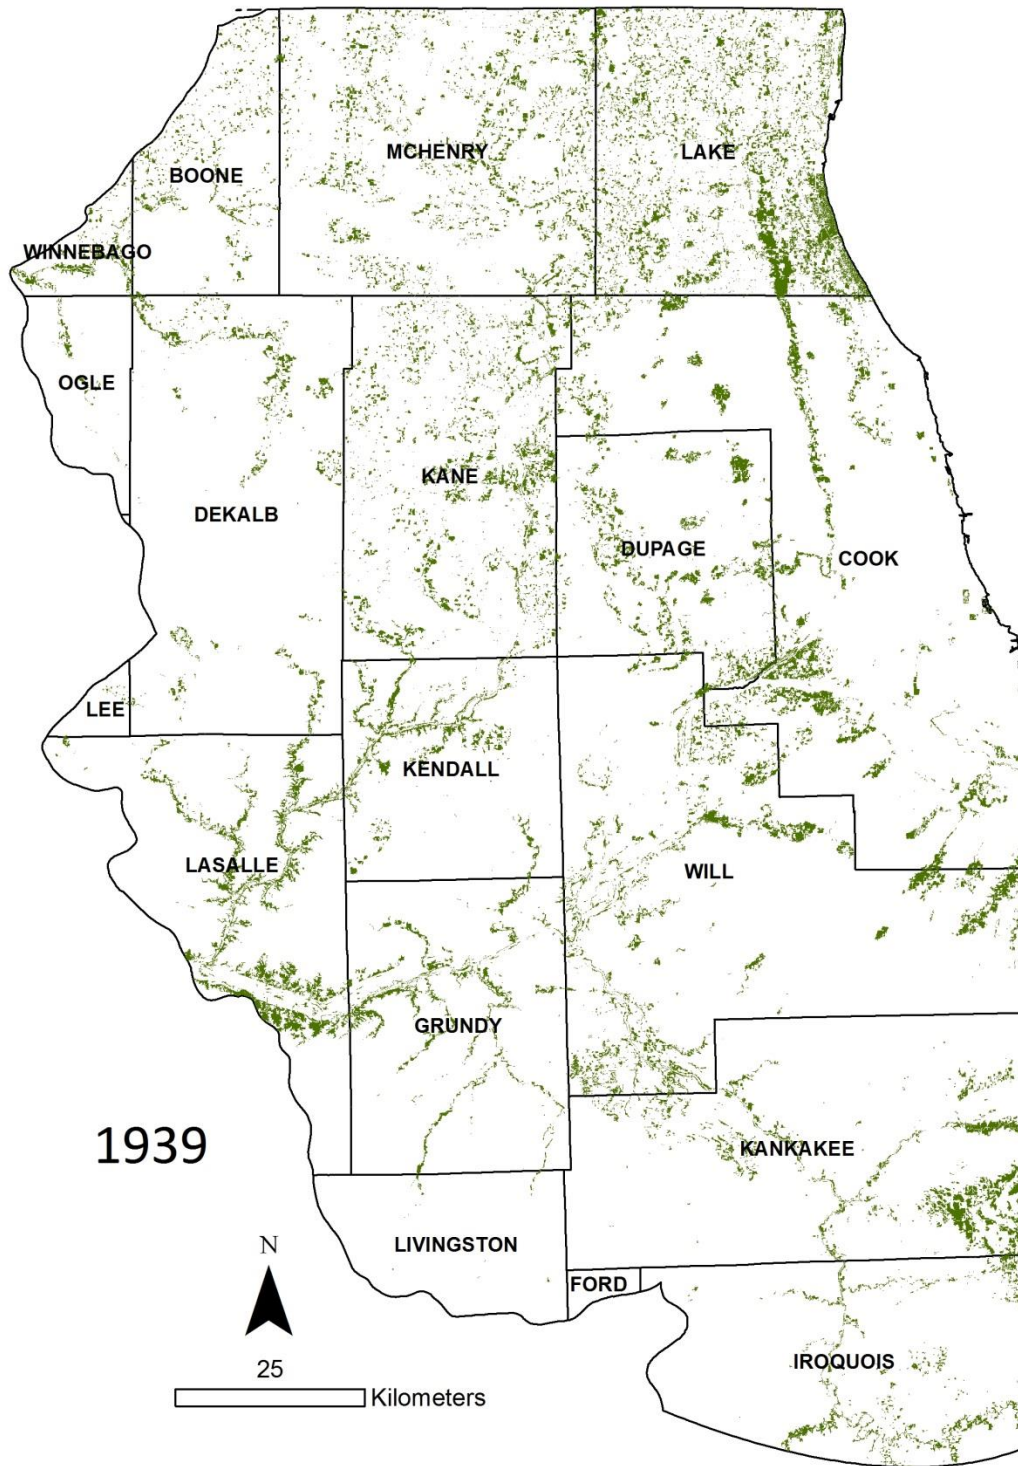 MCHENRY
LAKE
BOONE
WINNEBAGO
OGLE
KANE
DEKALB
DUPAGE
COOK
LEE
KENDALL
LASALLE
WILL
GRUNDY
1939
KANKAKEE
N
LIVINGSTON
FORD
IROQUOIS
25
Kilometers